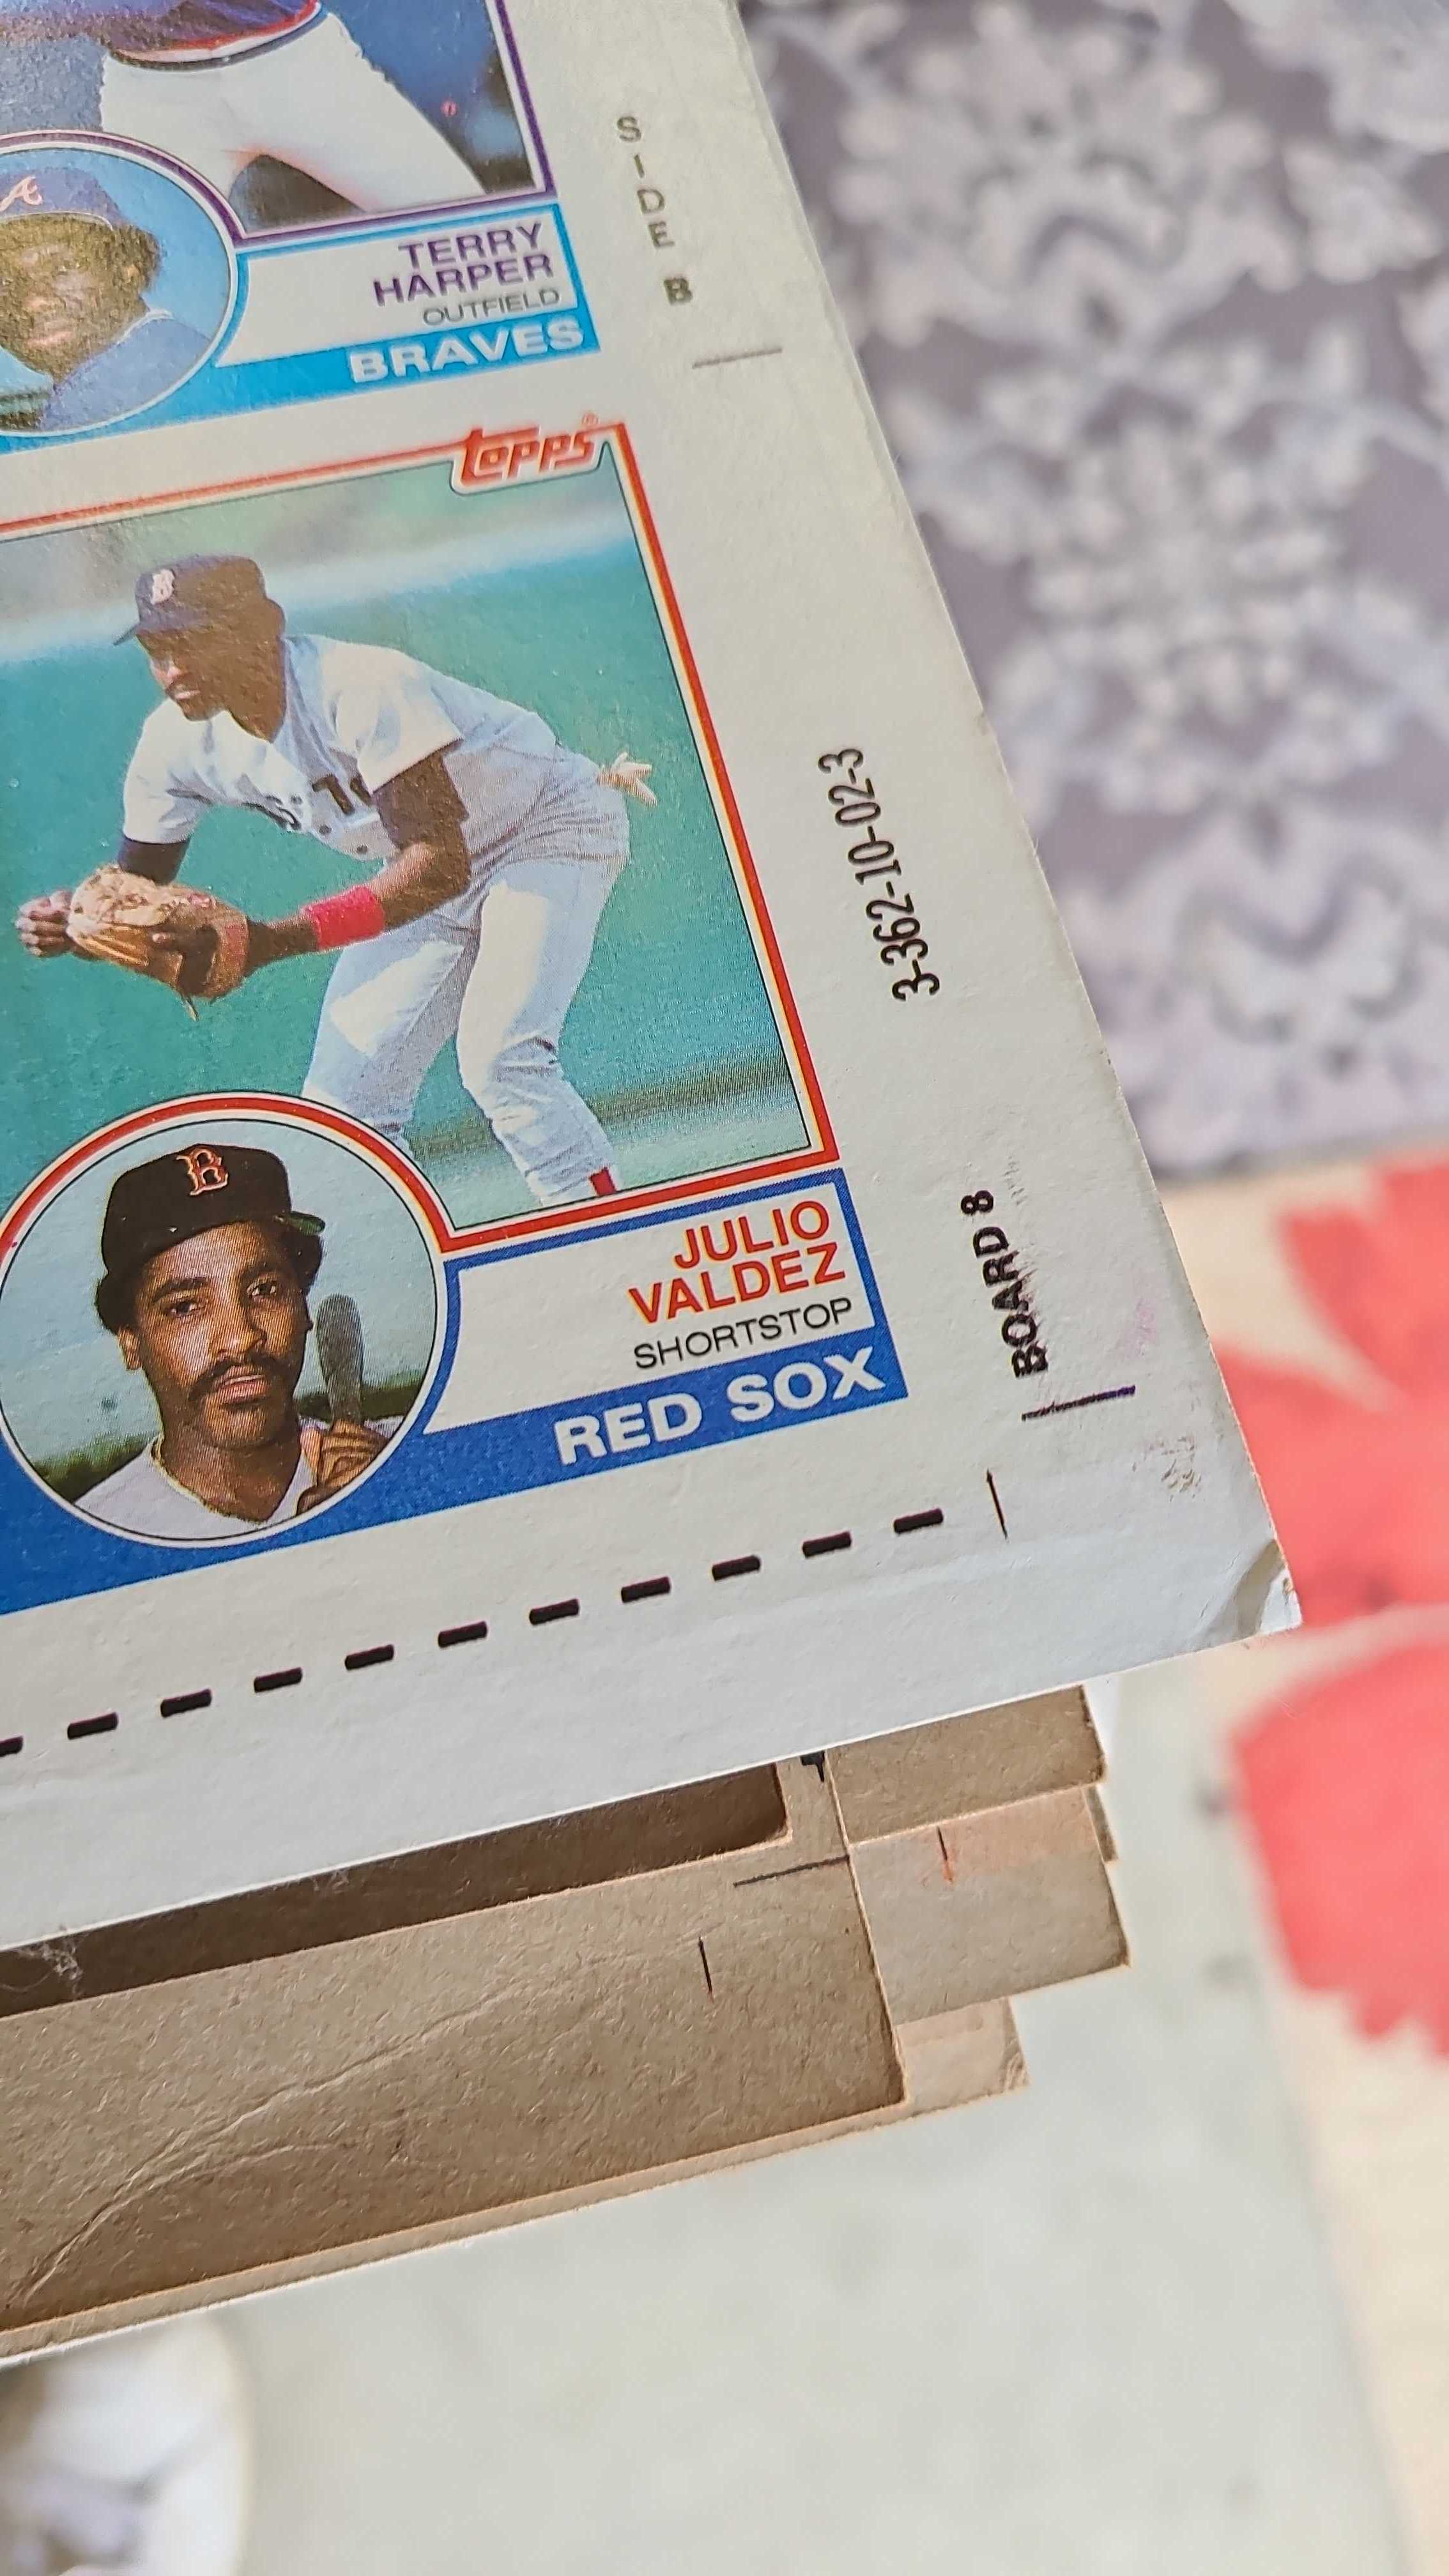 A
TERRY
HARPER
OUTFIELD
BRAVES
SIDE B
topps®
B
3-362-10-02-3
B
JULIO
VALDEZ
SHORTSTOP
RED SOX
BOARD 8